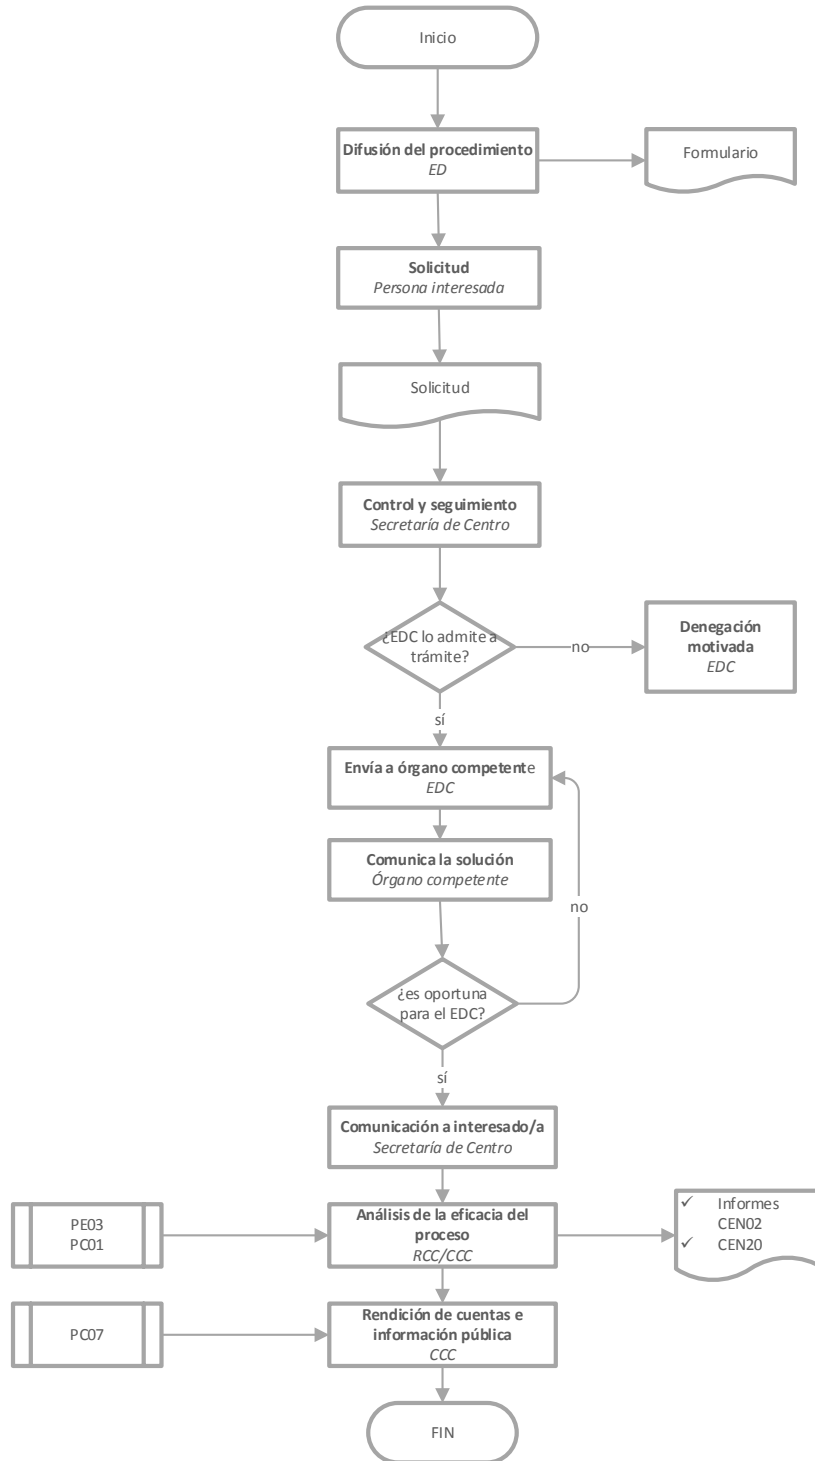 Inicio
Difusión del procedimiento
ED
Formulario
Solicitud
Persona interesada
Solicitud
Control y seguimiento
Secretaría de Centro
¿EDC lo admite a
trámite?
no
Denegación
motivada
EDC
sí
Envía a órgano competente
EDC
Comunica la solución
Órgano competente
no
¿es oportuna
para el EDC?
sí
Comunicación a interesado/a
Secretaría de Centro
PE03
PC01
Análisis de la eficacia del
proceso
RCC/CCC
✓ Informes
CEN02
✓ CEN20
PC07
Rendición de cuentas e
información pública
CCC
FIN